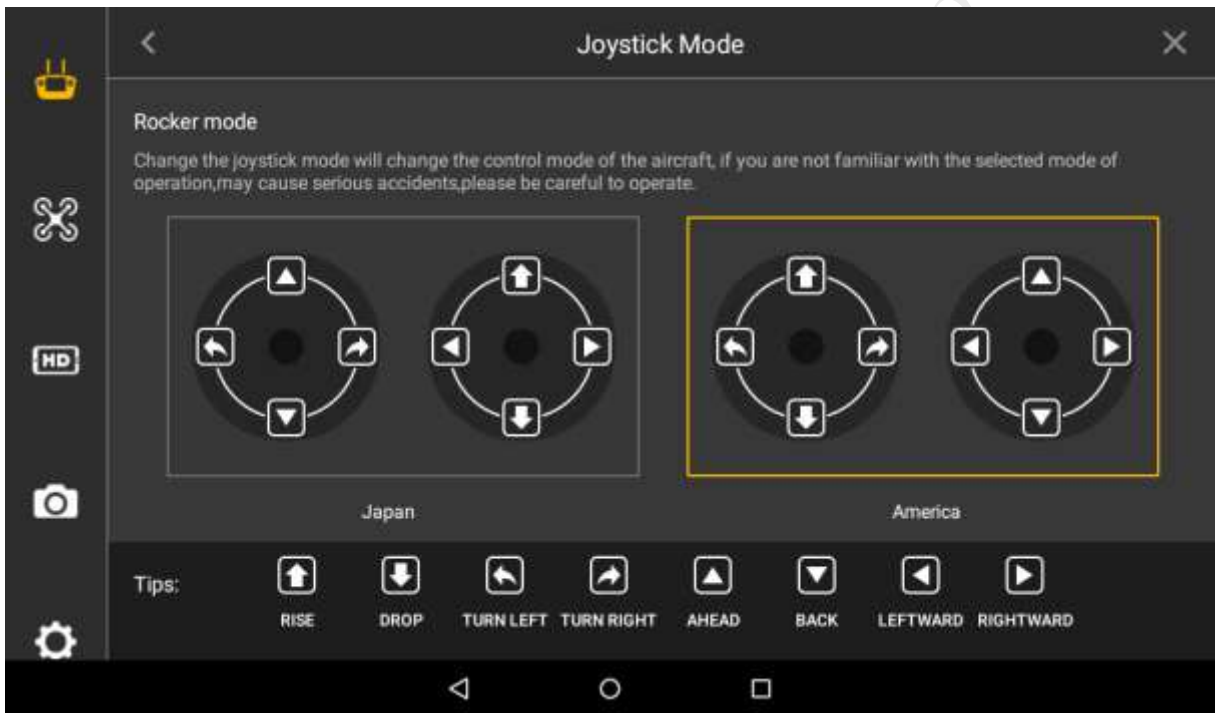 Joystick Mode
Rocker mode
Change the joystick mode will change the control mode of the aircraft, if you are not familiar with the selected mode of
operation,may cause serious accidents,please be careful to operate.
HD
Japan
America
Tips:
RISE
DROP
TURN LEFT
TURN RIGHT
AHEAD
BACK
LEFTWARD
RIGHTWARD